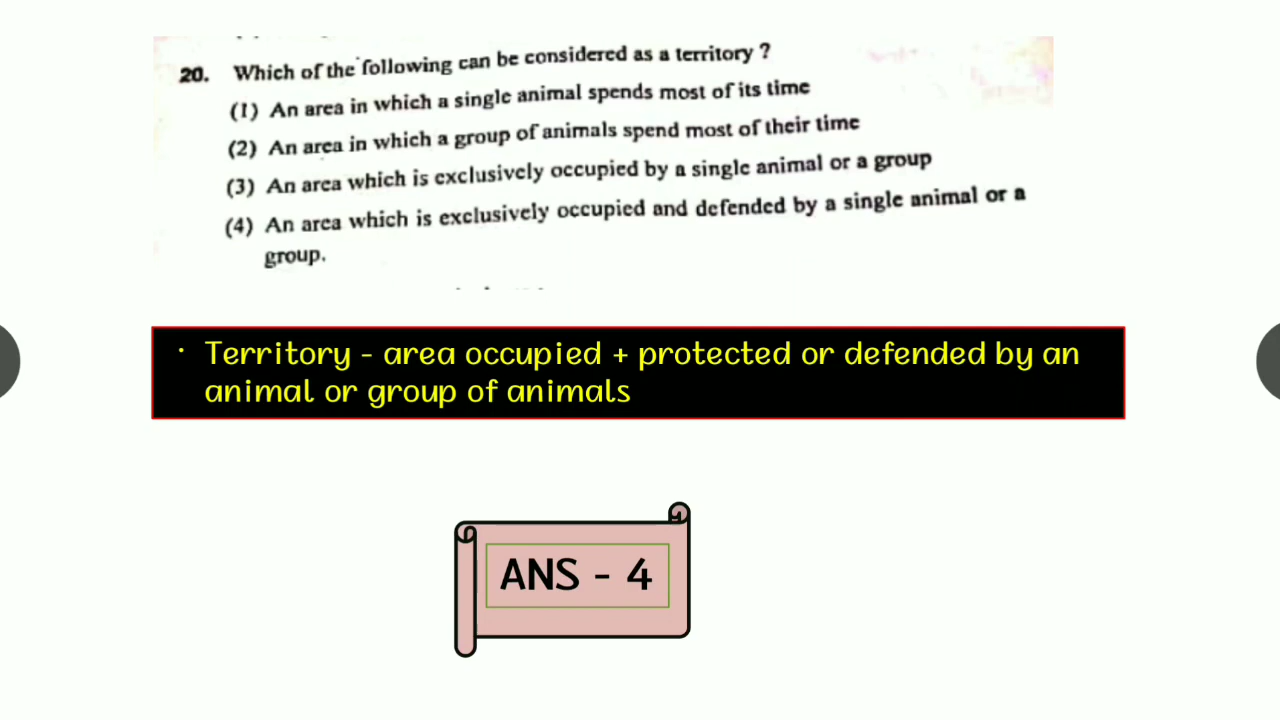 20. Which of the following can be considered as a territory ?
(1) An area in which a single animal spends most of its time
(2) An area in which a group of animals spend most of their time
(3) An area which is exclusively occupied by a single animal or a group
(4) An area which is exclusively occupied and defended by a single animal or a
group.
· Territory - area occupied + protected or defended by an
animal or group of animals
ANS - 4